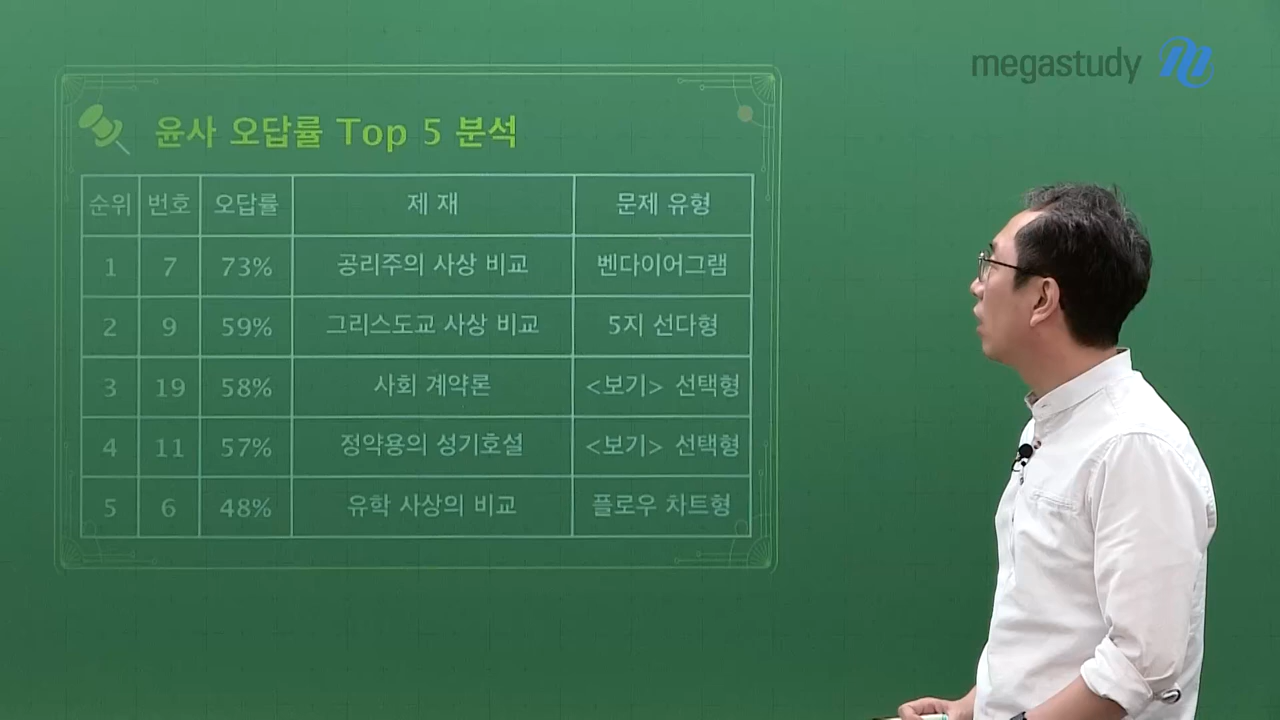 megastudy
윤사 오답률 Top 5 분석
순위 번호 오답률 제 재 문제 유형
1 7 73% 공리주의 사상 비교 벤다이어그램
2 9 59% 그리스도교 사상 비교 5지 선다형
3 19 58% 사회 계약론 <보기> 선택형
4 11 57% 정약용의 성기호설 <보기> 선택형
5 6 48% 유학 사상의 비교 플로우 차트형